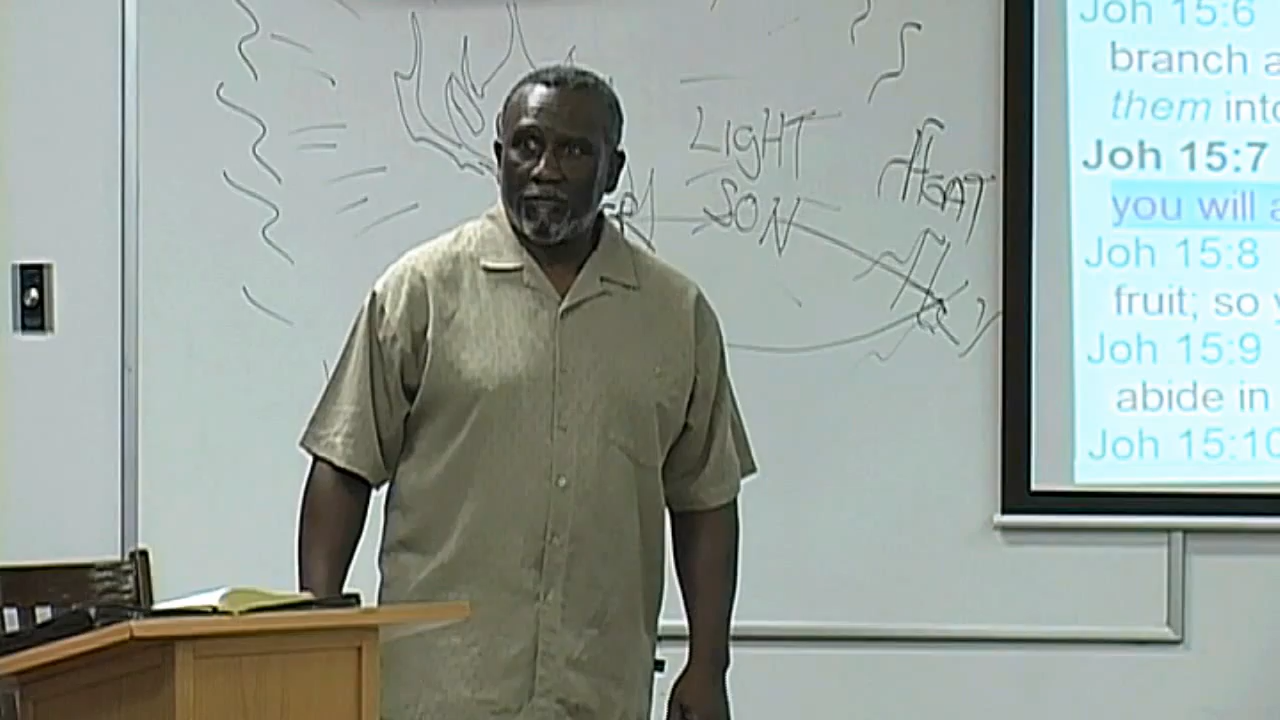 LIGHT
SON
HEAT
Joh 15:6
branch a
them into
Joh 15:7
you will a
Joh 15:8
fruit; so y
Joh 15:9
abide in
Joh 15:10